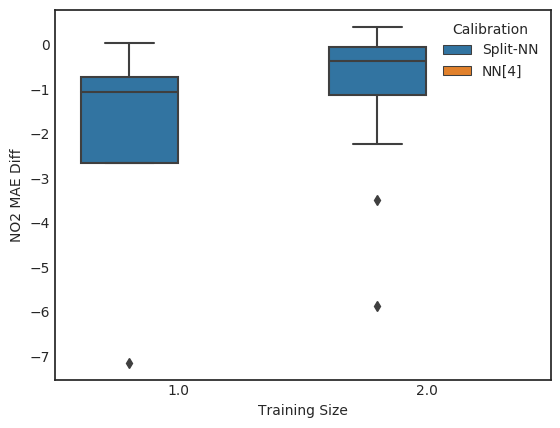 Calibration
Split-NN
NN[4]
0
−1
−2
−3
−4
−5
−6
−7
NO2 MAE Diff
1.0
2.0
Training Size